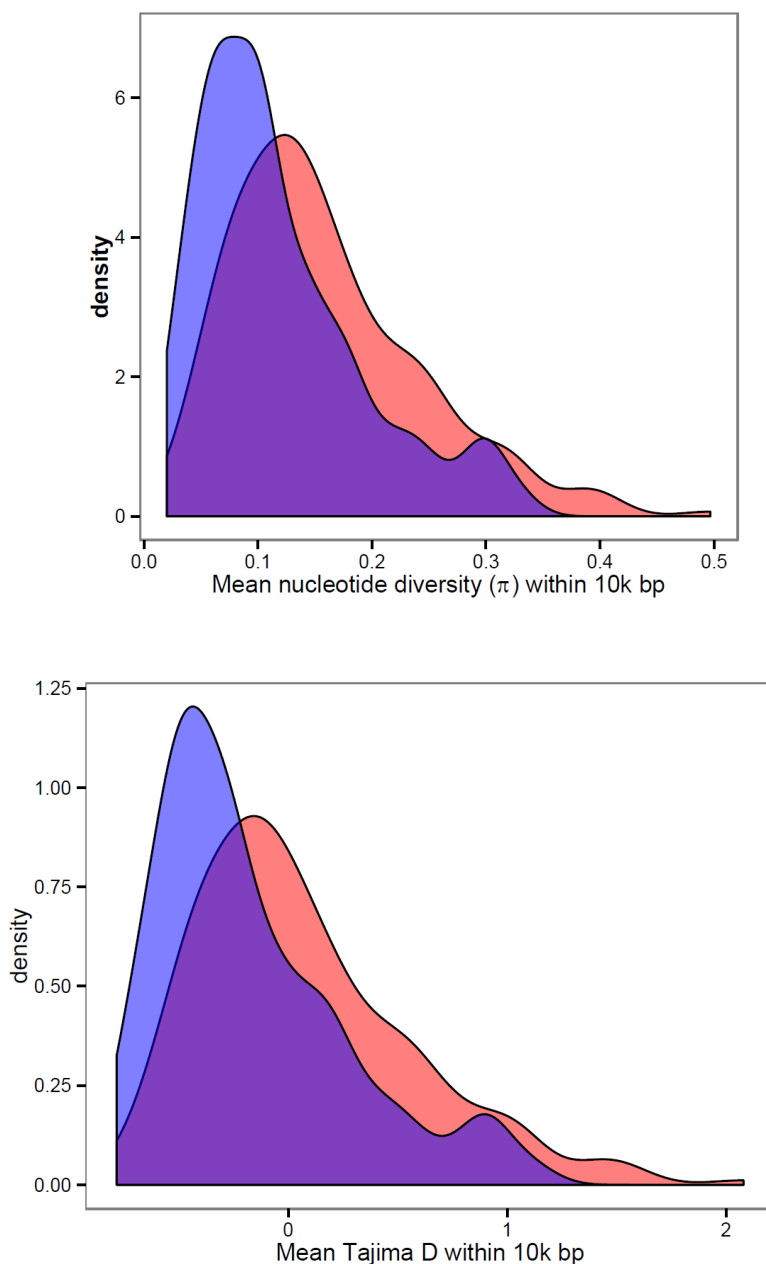 density
6
4
2
0
0.0 0.1 0.2 0.3 0.4 0.5
Mean nucleotide diversity (π) within 10k bp
density
1.25
1.00
0.75
0.50
0.25
0.00
0 1 2
Mean Tajima D within 10k bp